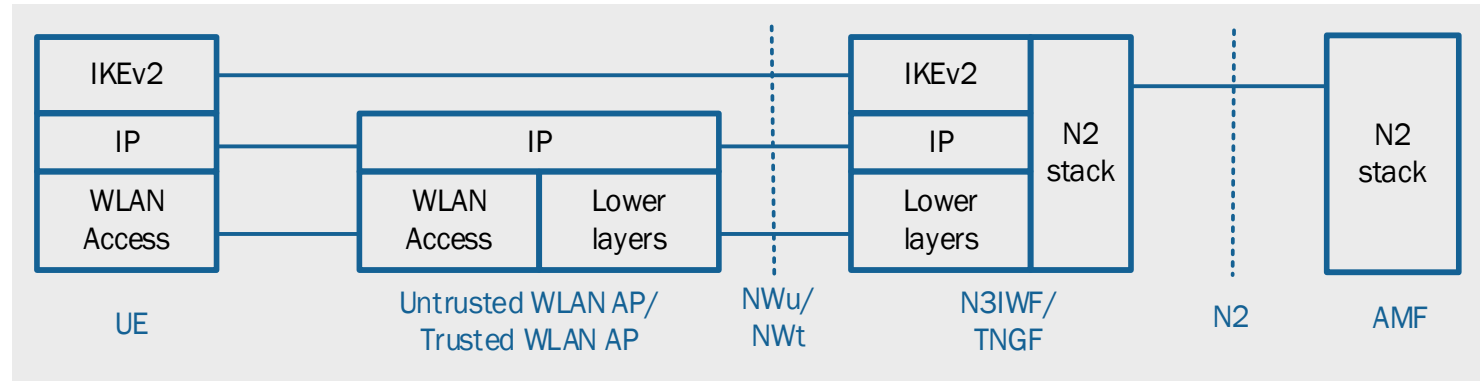 IKEv2
IP
WLAN
Access
IP
WLAN
Access
Lower
layers
IKEv2
IP
Lower
layers
N2
stack
N2
stack
UE
Untrusted WLAN AP/
Trusted WLAN AP
NWu/
NWt
N3IWF/
TNGF
N2
AMF